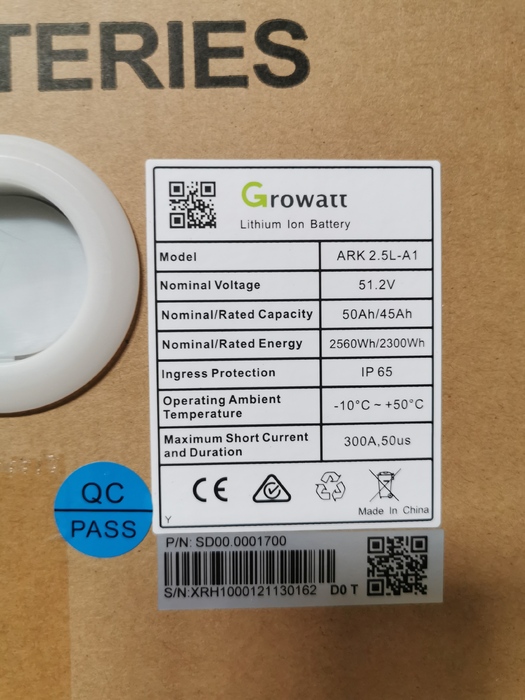 TERIES
Growatt
Lithium Ion Battery
Model ARK 2.5L-A1
Nominal Voltage 51.2V
Nominal/Rated Capacity 50Ah/45Ah
Nominal/Rated Energy 2560Wh/2300Wh
Ingress Protection IP 65
Operating Ambient
Temperature -10°C ~ +50°C
Maximum Short Current
and Duration 300A,50us
CE
Made In China
Y
QC
PASS
P/N: SD00.0001700
S/N:XRH1000121130162 D0 T